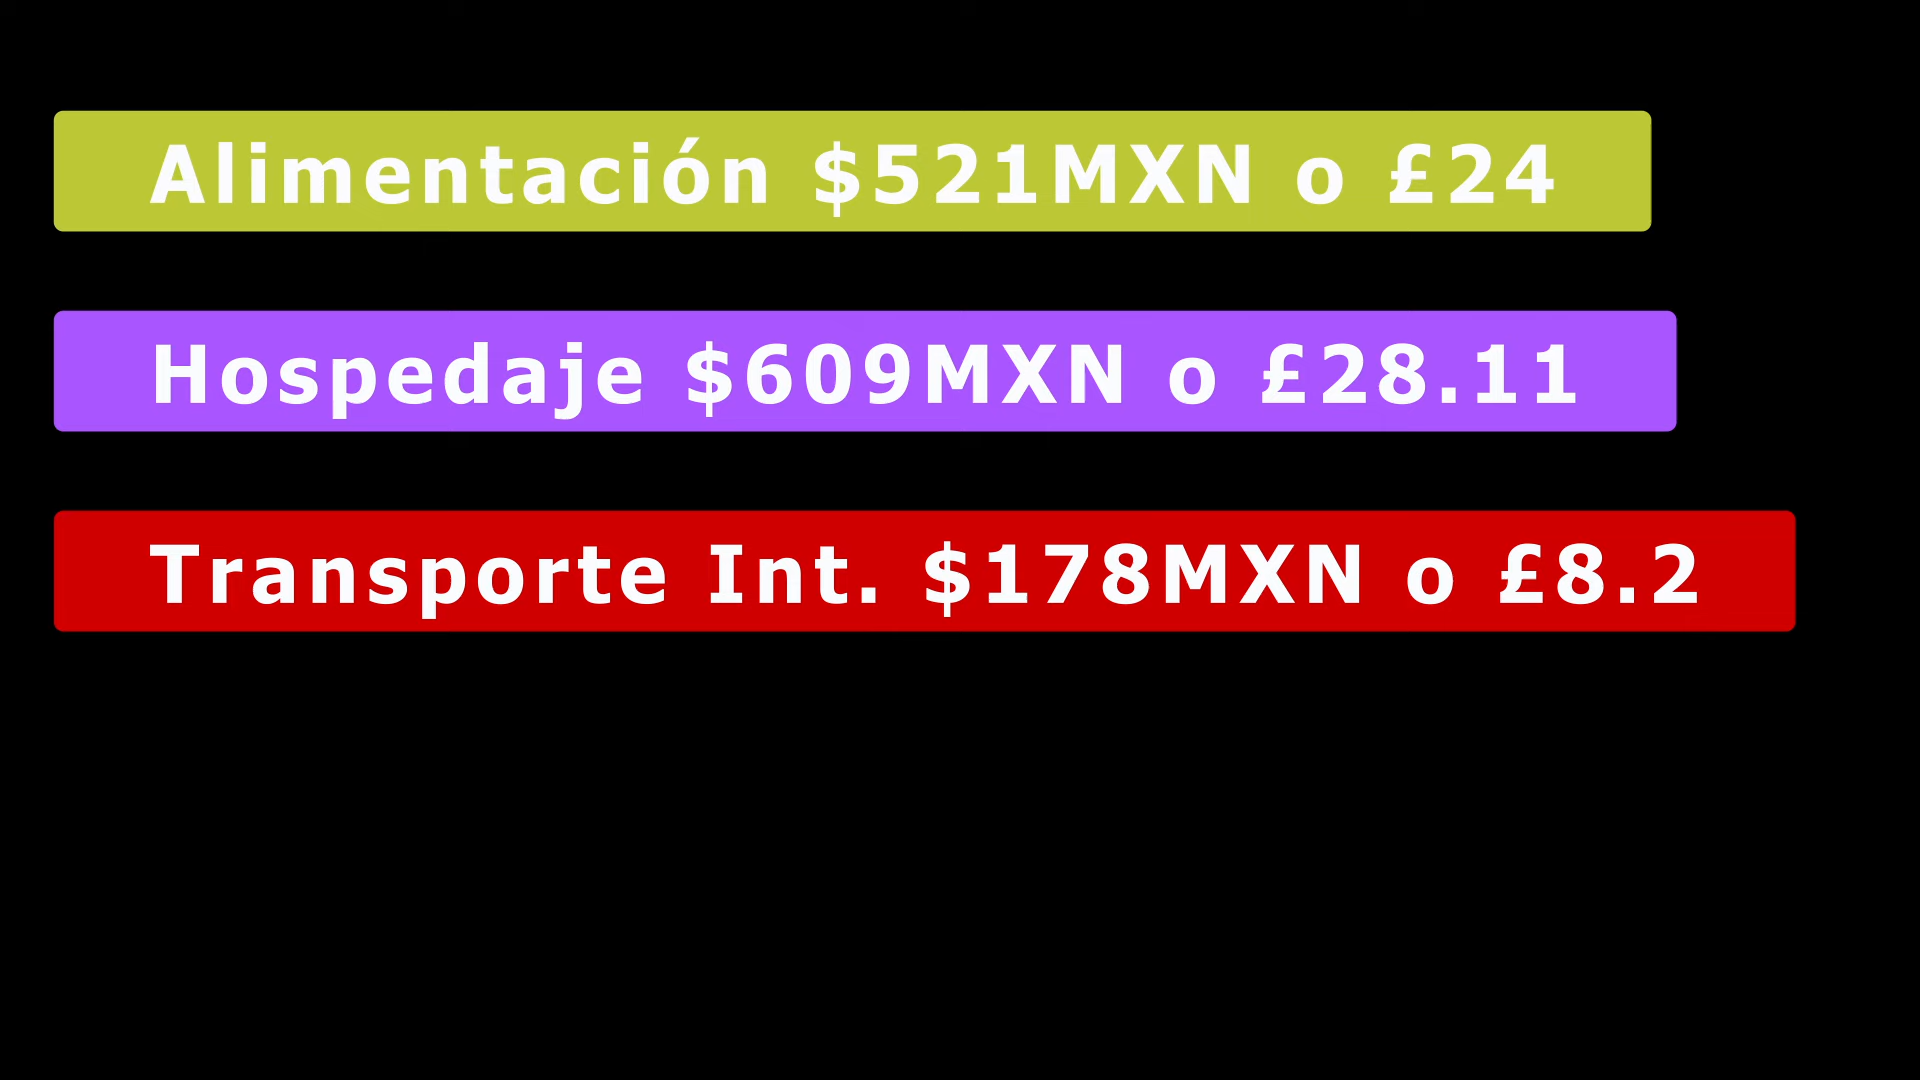 Alimentación $521MXN o £24
Hospedaje $609MXN o £28.11
Transporte Int. $178MXN o £8.2